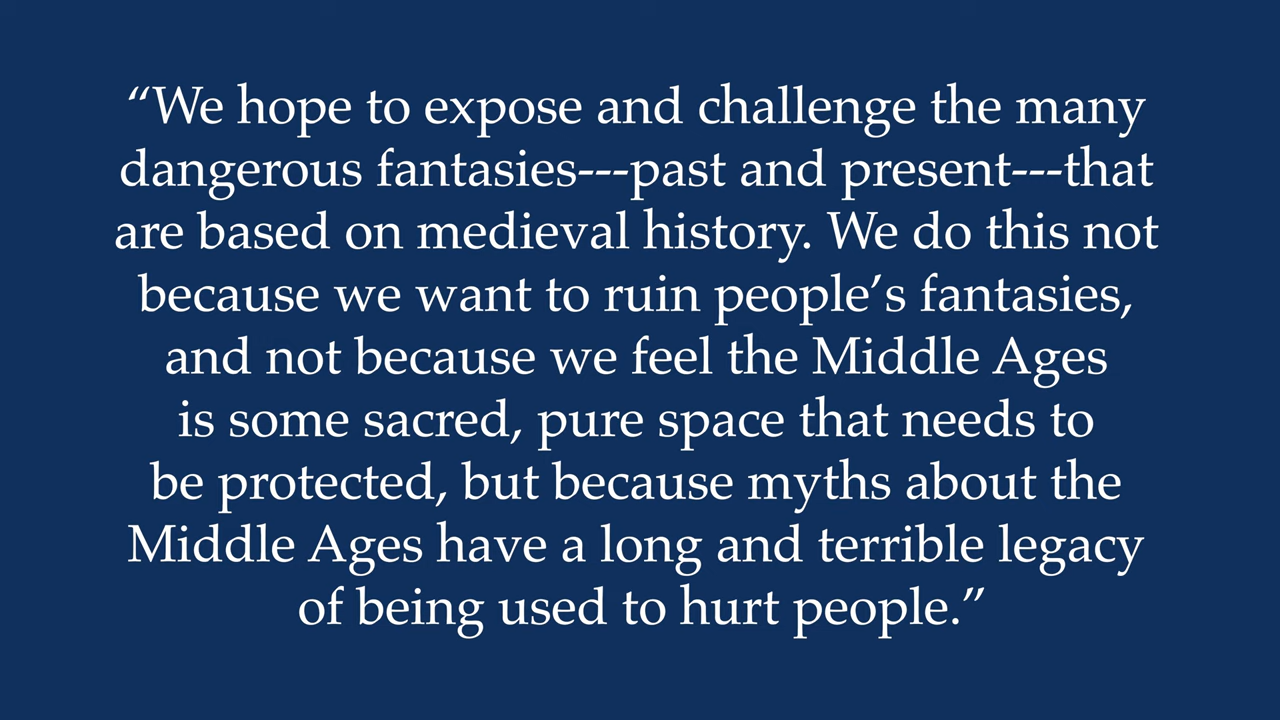 “We hope to expose and challenge the many
dangerous fantasies---past and present---that
are based on medieval history. We do this not
because we want to ruin people’s fantasies,
and not because we feel the Middle Ages
is some sacred, pure space that needs to
be protected, but because myths about the
Middle Ages have a long and terrible legacy
of being used to hurt people.”